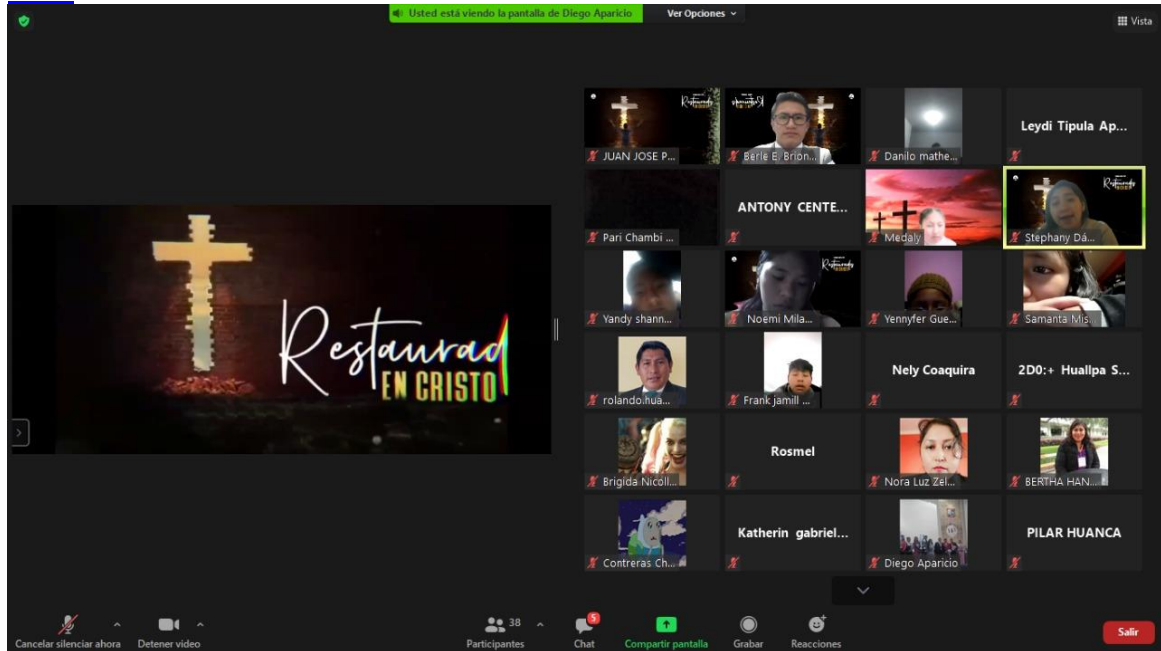 Usted está viendo la pantalla de Diego Aparicio
Ver Opciones
Vista
Restaurad
EN CRISTO
JUAN JOSE P...
Berle E. Brion...
Danilo mathe...
Leydi Tipula Ap...
Pari Chambi ...
ANTONY CENTE...
Medaly
Stephany Dá...
Yandy shann...
Noemi Mila...
Yennyfer Gue...
Samanta Mis...
rolando.hua...
Frank jamill ...
Nely Coaquira
2D0:+ Huallpa S...
Brigida Nicoll...
Rosmel
Nora Luz Zel...
BERTHA HAN...
Contreras Ch...
Katherin gabriel...
Diego Aparicio
PILAR HUANCA
Cancelar silenciar ahora
Detener video
38
Participantes
5
Chat
Compartir pantalla
Grabar
Reacciones
Salir